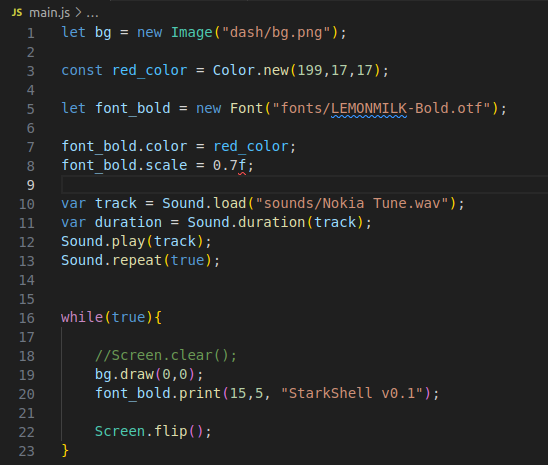 JS main.js > ...
1 let bg = new Image("dash/bg.png");
2
3 const red_color = Color.new(199,17,17);
4
5 let font_bold = new Font("fonts/LEMONMILK-Bold.otf");
6
7 font_bold.color = red_color;
8 font_bold.scale = 0.7f;
9
10 var track = Sound.load("sounds/Nokia Tune.wav");
11 var duration = Sound.duration(track);
12 Sound.play(track);
13 Sound.repeat(true);
14
15
16 while(true){
17
18     //Screen.clear();
19     bg.draw(0,0);
20     font_bold.print(15,5, "StarkShell v0.1");
21
22     Screen.flip();
23 }